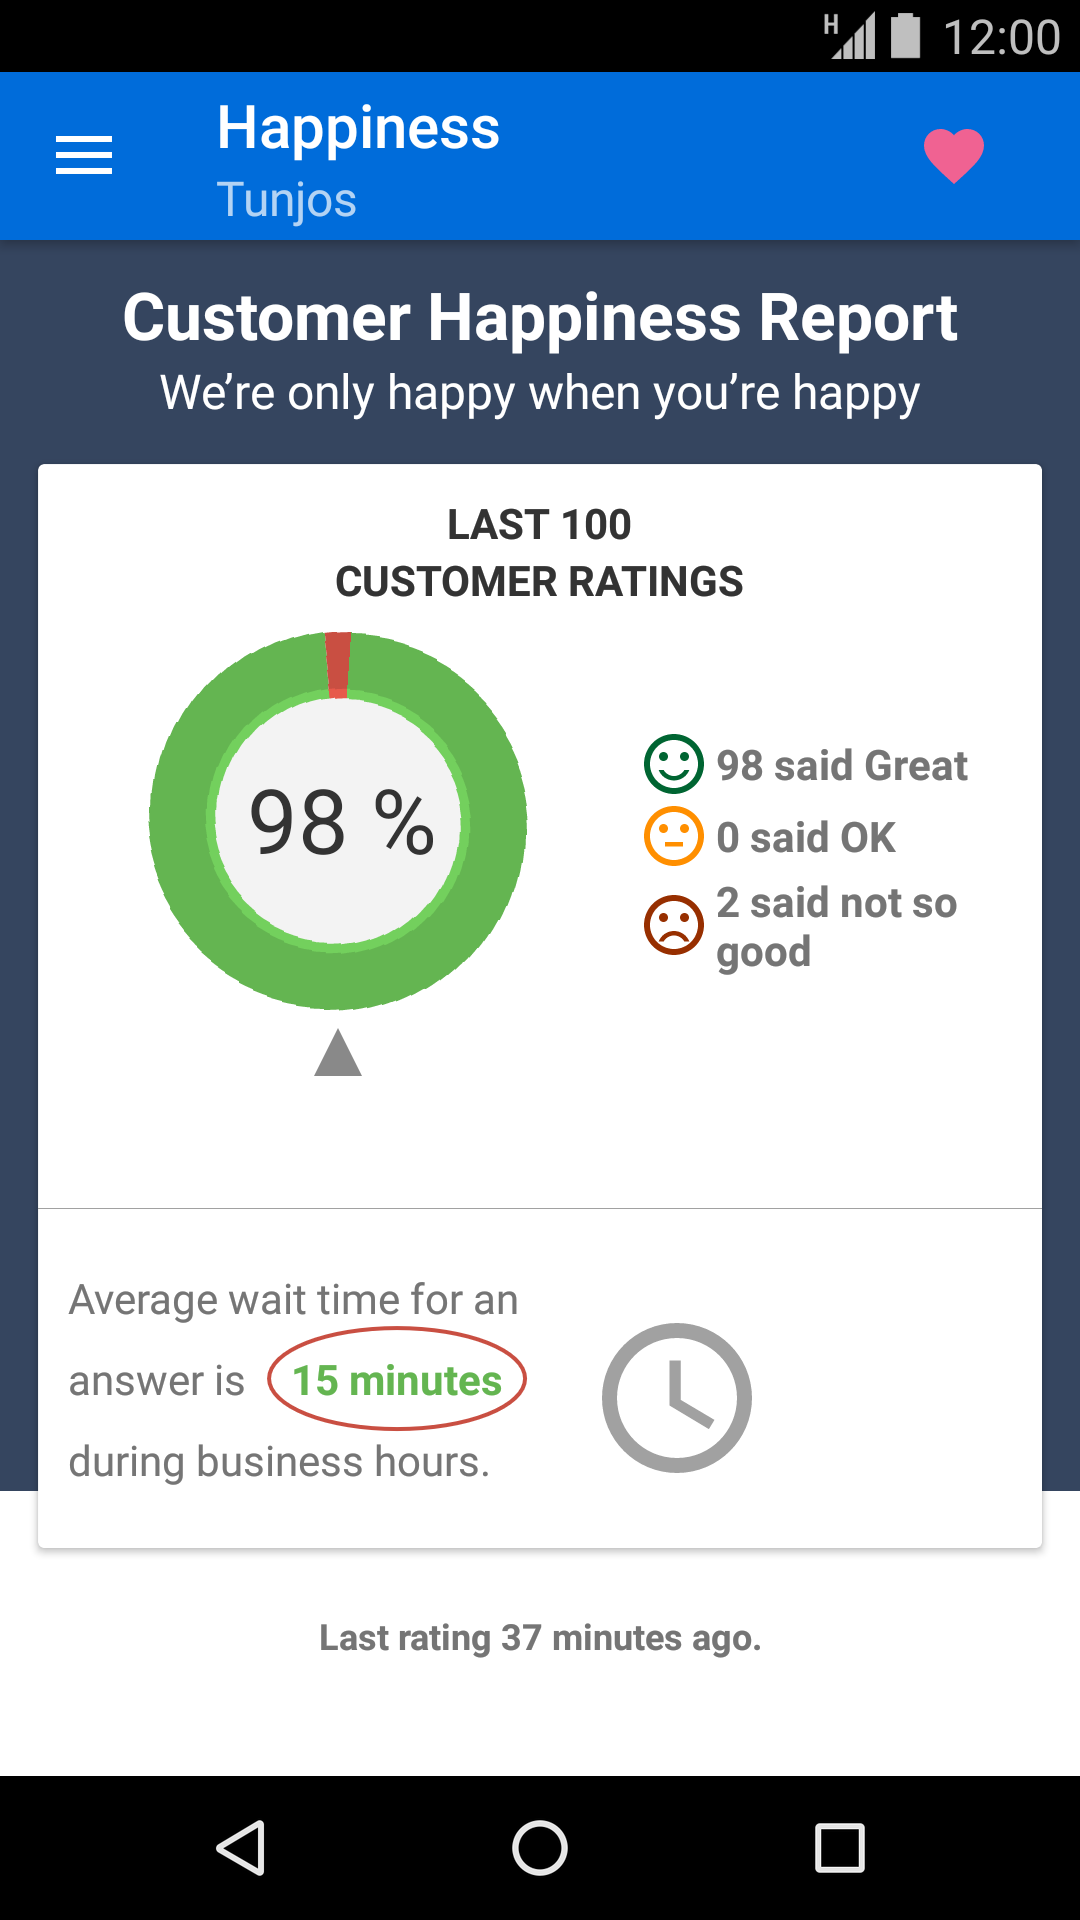 H
12:00
Happiness
Tunjos
Customer Happiness Report
We're only happy when you're happy
LAST 100
CUSTOMER RATINGS
98 %
98 said Great
0 said OK
2 said not so
good
Average wait time for an
answer is 15 minutes
during business hours.
Last rating 37 minutes ago.